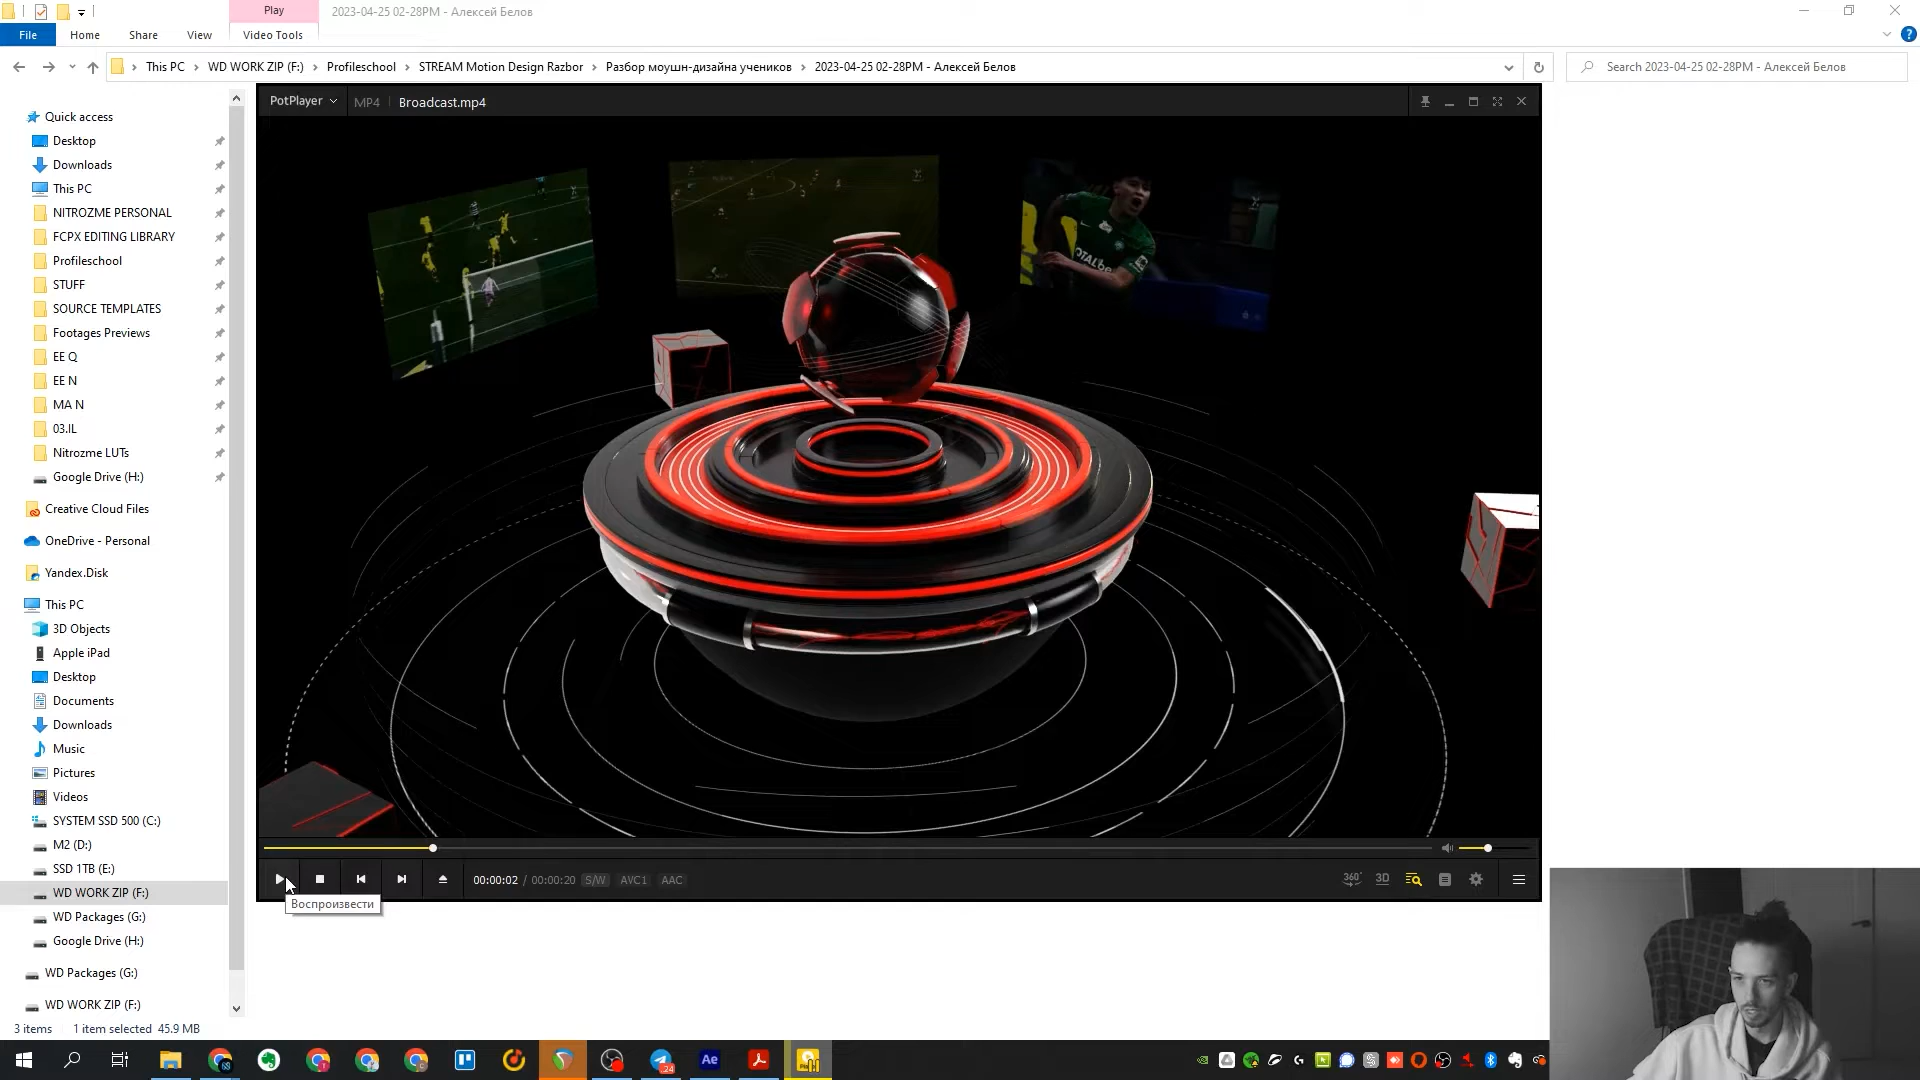 Play
2023-04-25 02-28PM - Алексей Белов
File
Home
Share
View
Video Tools
This PC
WD WORK ZIP (F:)
Profileschool
STREAM Motion Design Razbor
Разбор моушн-дизайна учеников
2023-04-25 02-28PM - Алексей Белов
Search 2023-04-25 02-28PM - Алексей Белов
Quick access
Desktop
Downloads
This PC
NITROZME PERSONAL
FCPX EDITING LIBRARY
Profileschool
STUFF
SOURCE TEMPLATES
Footages Previews
EE Q
EE N
MA N
03.IL
Nitrozme LUTs
Google Drive (H:)
Creative Cloud Files
OneDrive - Personal
Yandex.Disk
This PC
3D Objects
Apple iPad
Desktop
Documents
Downloads
Music
Pictures
Videos
SYSTEM SSD 500 (C:)
M2 (D:)
SSD 1TB (E:)
WD WORK ZIP (F:)
WD Packages (G:)
Google Drive (H:)
WD Packages (G:)
WD WORK ZIP (F:)
3 items
1 item selected 45.9 MB
PotPlayer
MP4
Broadcast.mp4
00:00:02 / 00:00:20 S/W AVC1 AAC
360°
3D
Воспроизвести
Ae
24